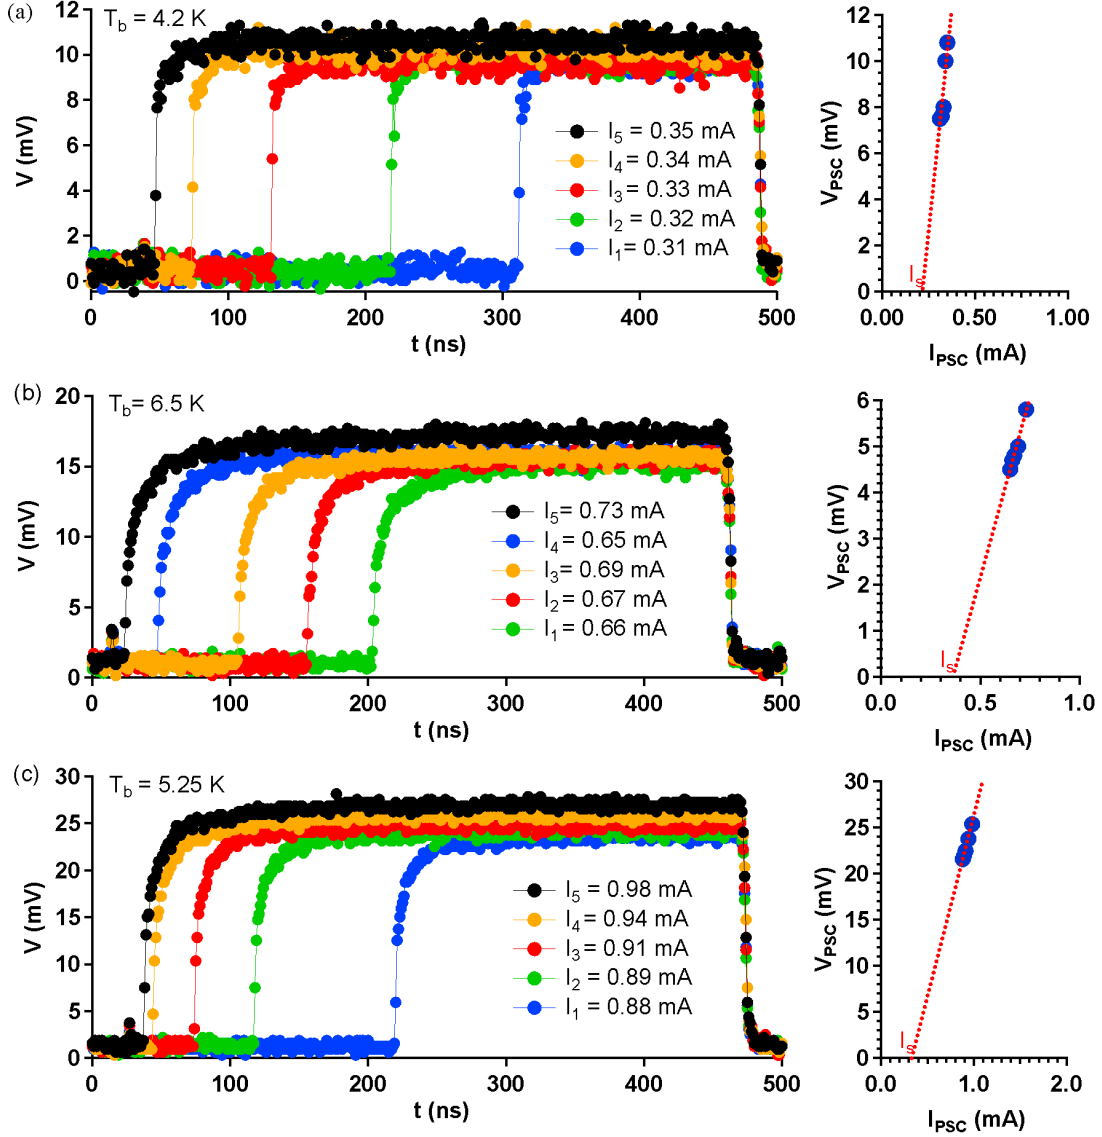 (a)
T_b = 4.2 K
12
10
8
6
4
2
0
V (mV)
0 100 200 300 400 500
t (ns)
I_5 = 0.35 mA
I_4 = 0.34 mA
I_3 = 0.33 mA
I_2 = 0.32 mA
I_1 = 0.31 mA
12
10
8
6
4
2
0
V_PSC (mV)
I_s
0.00 0.50 1.00
I_PSC (mA)
(b)
T_b = 6.5 K
20
15
10
5
0
V (mV)
0 100 200 300 400 500
t (ns)
I_5 = 0.73 mA
I_4 = 0.65 mA
I_3 = 0.69 mA
I_2 = 0.67 mA
I_1 = 0.66 mA
6
5
4
3
2
1
0
V_PSC (mV)
I_s
0.0 0.5 1.0
I_PSC (mA)
(c)
T_b = 5.25 K
30
25
20
15
10
5
0
V (mV)
0 100 200 300 400 500
t (ns)
I_5 = 0.98 mA
I_4 = 0.94 mA
I_3 = 0.91 mA
I_2 = 0.89 mA
I_1 = 0.88 mA
30
25
20
15
10
5
0
V_PSC (mV)
I_s
0.0 1.0 2.0
I_PSC (mA)